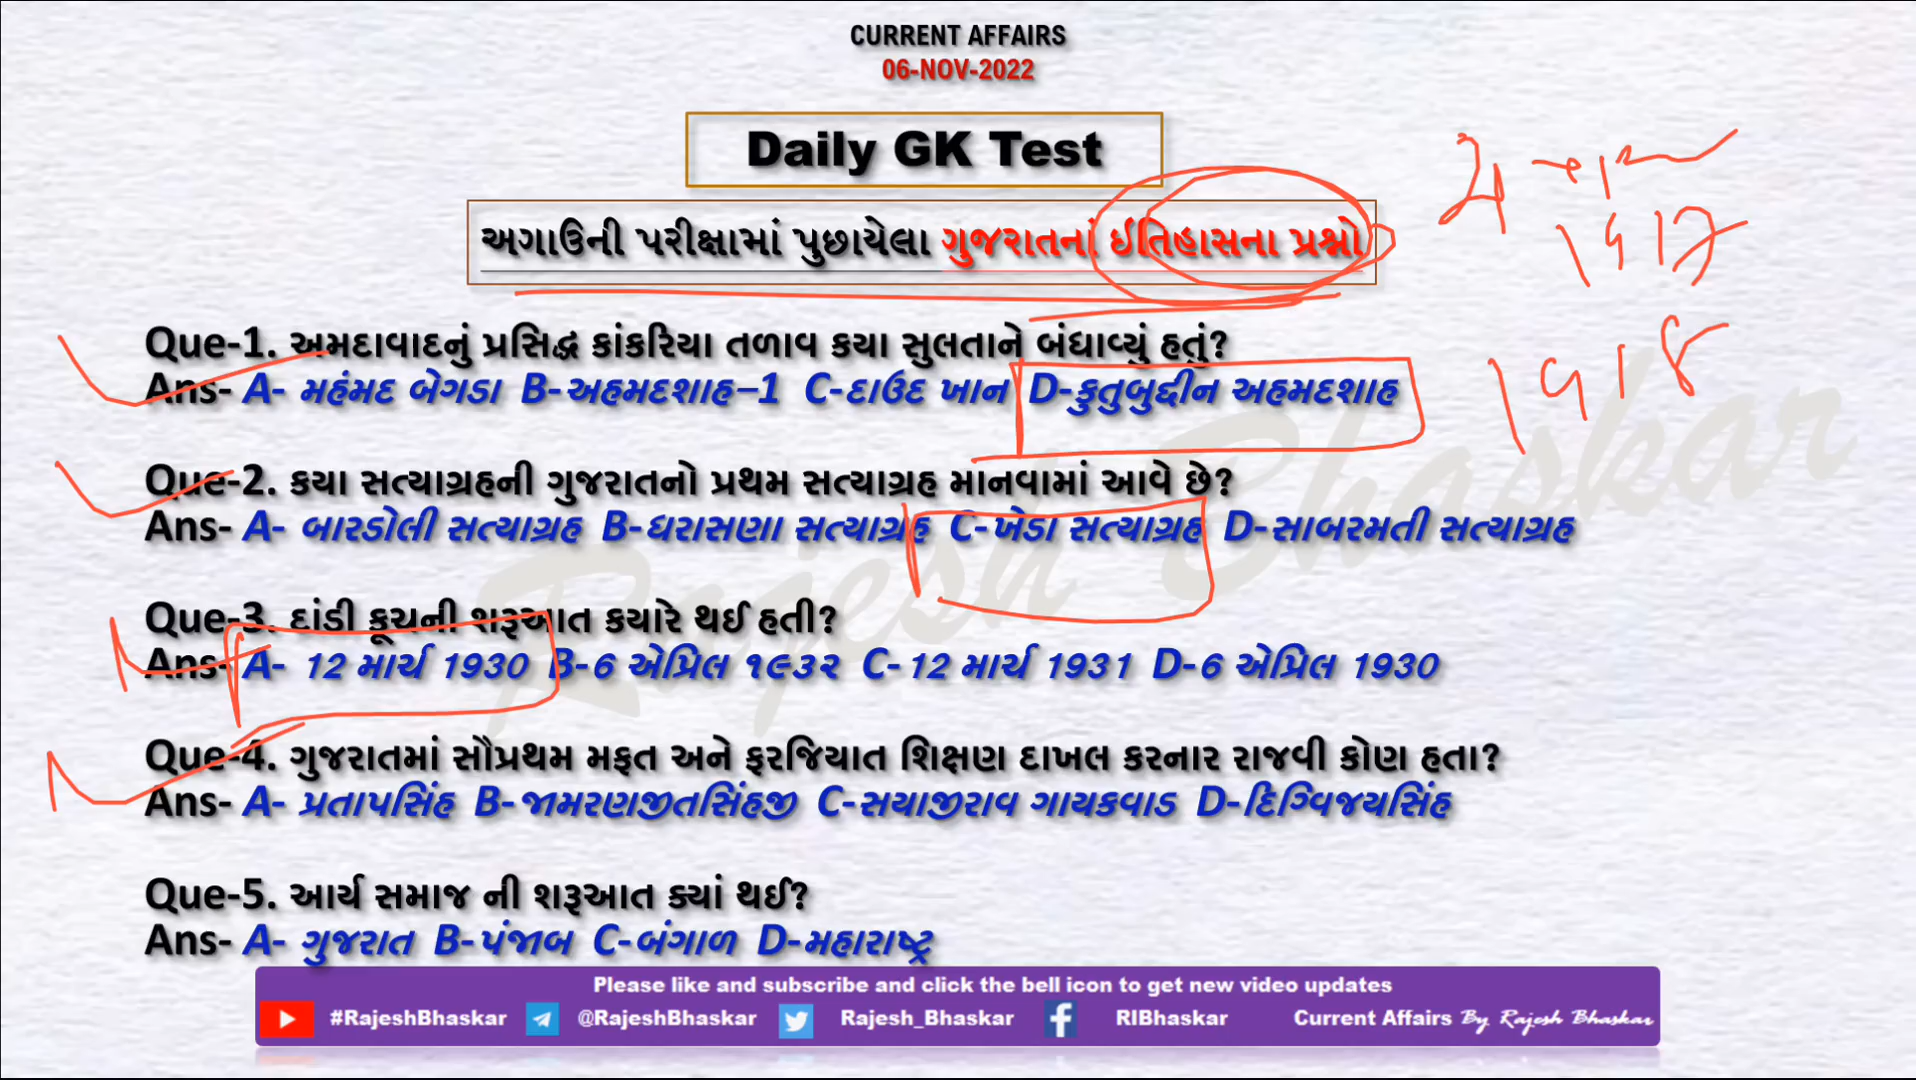 CURRENT AFFAIRS
06-NOV-2022
Daily GK Test
અગાઉની પરીક્ષામાં પુછાયેલા ગુજરાતનાં ઈતિહાસના પ્રશ્નો
૧૯૧૭
૧૯૧૮
Que-1. અમદાવાદનું પ્રસિદ્ધ કાંકરિયા તળાવ કયા સુલતાને બંધાવ્યું હતું?
Ans- A- મહંમદ બેગડા B-અહમદશાહ–1 C-દાઉદ ખાન D-કુતુબુદ્દીન અહમદશાહ
Que-2. કયા સત્યાગ્રહની ગુજરાતનો પ્રથમ સત્યાગ્રહ માનવામાં આવે છે?
Ans- A- બારડોલી સત્યાગ્રહ B-ધરાસણા સત્યાગ્રહ C-ખેડા સત્યાગ્રહ D-સાબરમતી સત્યાગ્રહ
Que-3. દાંડી કૂચની શરૂઆત કયારે થઈ હતી?
Ans- A- 12 માર્ચ 1930 B-6 એપ્રિલ ૧૯૩૨ C- 12 માર્ચ 1931 D-6 એપ્રિલ 1930
Que-4. ગુજરાતમાં સૌપ્રથમ મફત અને ફરજિયાત શિક્ષણ દાખલ કરનાર રાજવી કોણ હતા?
Ans- A- પ્રતાપસિંહ B-જામરણજીતસિંહજી C-સયાજીરાવ ગાયકવાડ D-દિગ્વિજયસિંહ
Que-5. આર્ય સમાજ ની શરૂઆત ક્યાં થઈ?
Ans- A- ગુજરાત B-પંજાબ C-બંગાળ D-મહારાષ્ટ્ર
Rajesh Bhaskar
Please like and subscribe and click the bell icon to get new video updates
#RajeshBhaskar @RajeshBhaskar Rajesh_Bhaskar RIBhaskar Current Affairs By Rajesh Bhaskar